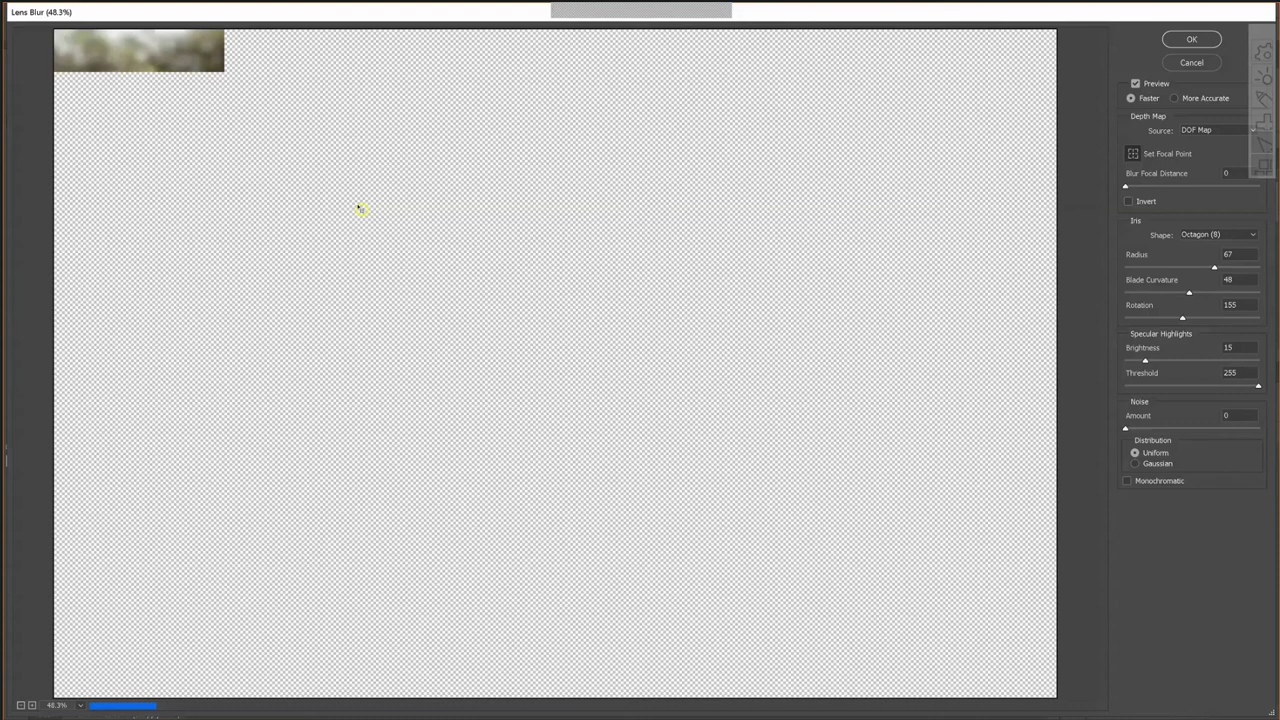 Lens Blur (48.3%)
OK
Cancel
Preview
Faster More Accurate
Depth Map
Source: DOF Map
Set Focal Point
Blur Focal Distance 0
Invert
Iris
Shape: Octagon (8)
Radius 67
Blade Curvature 48
Rotation 155
Specular Highlights
Brightness 15
Threshold 255
Noise
Amount 0
Distribution
Uniform
Gaussian
Monochromatic
48.3%